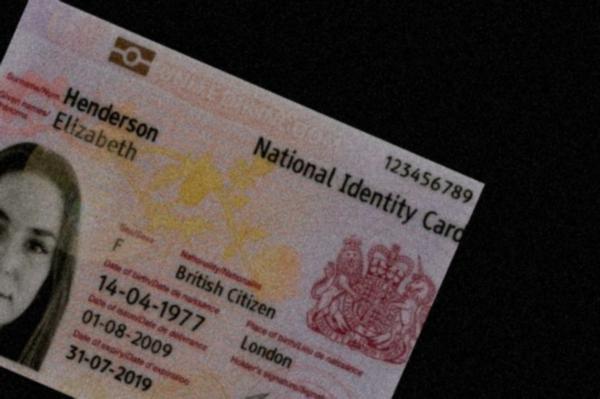 123456789
National Identity Card
Surname/Nom
Henderson
Given names/
Elizabeth
Sex/Sexe
F
Nationality/Nationalité
British Citizen
Date of birth/Date de naissance
14-04-1977
Place of birth/Lieu de naissance
London
Date of issue/Date de délivrance
01-08-2009
Date of expiry/Date d'expiration
31-07-2019
Holder's signature/